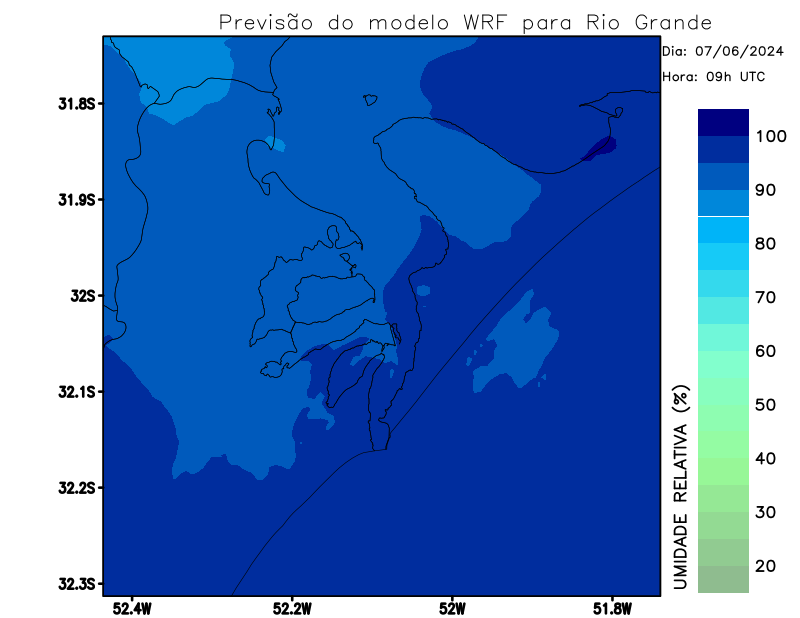 Previsão do modelo WRF para Rio Grande
Dia: 07/06/2024
Hora: 09h UTC
31.8S
31.9S
32S
32.1S
32.2S
32.3S
52.4W
52.2W
52W
51.8W
100
90
80
70
60
50
40
30
20
UMIDADE RELATIVA (%)